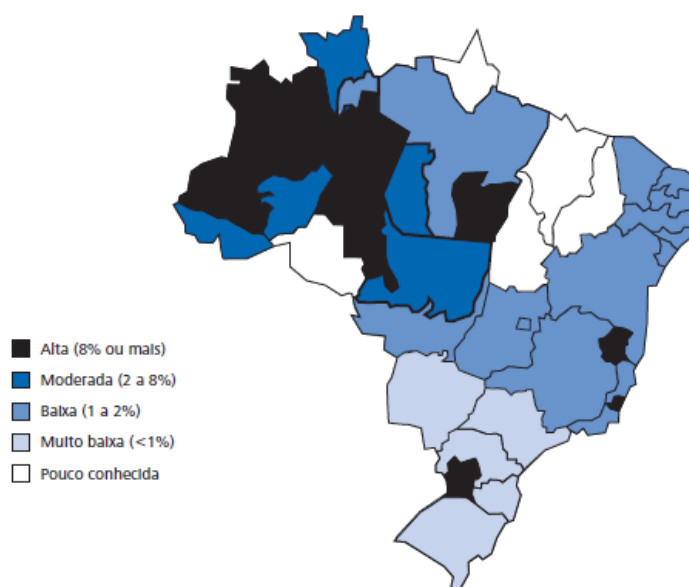 Alta (8% ou mais)
Moderada (2 a 8%)
Baixa (1 a 2%)
Muito baixa (<1%)
Pouco conhecida